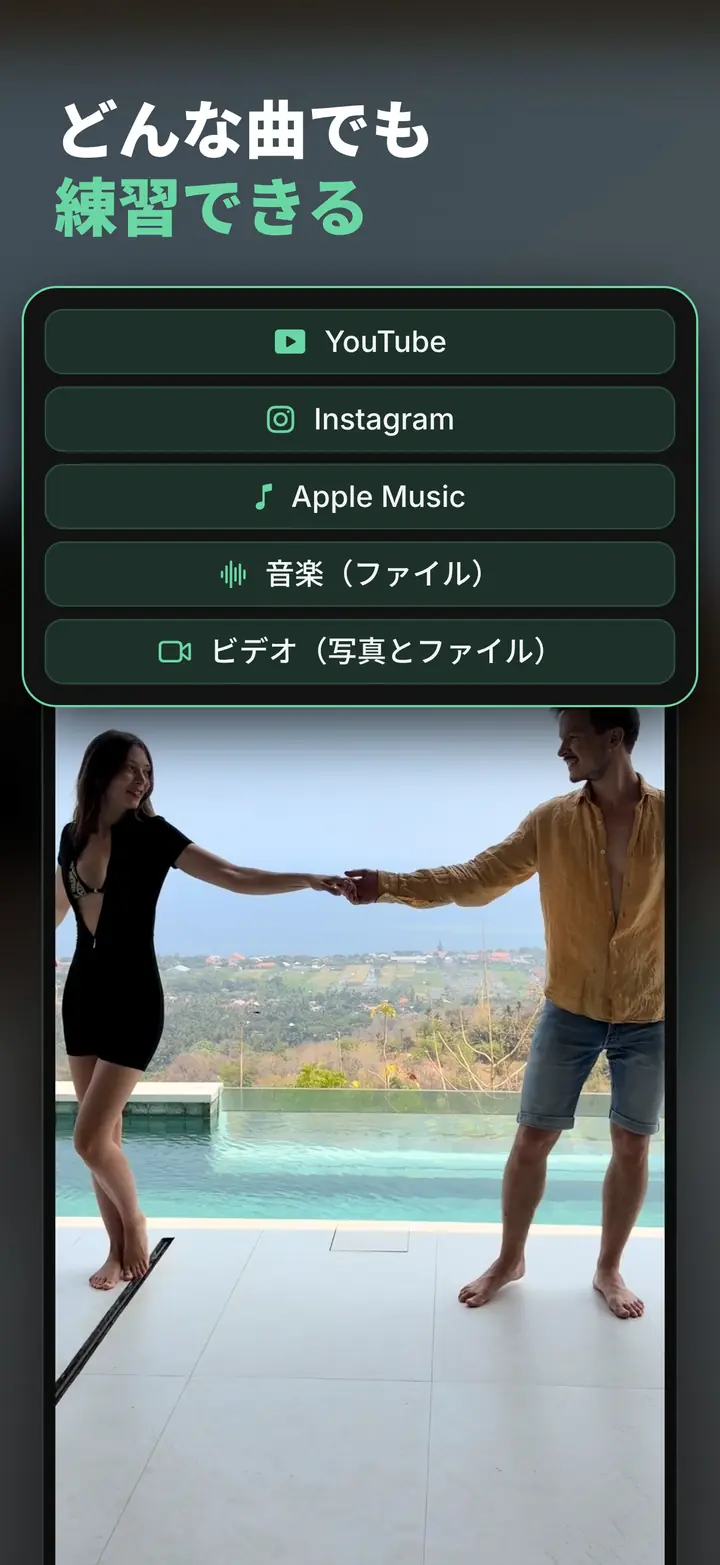 どんな曲でも
練習できる
YouTube
Instagram
Apple Music
音楽（ファイル）
ビデオ（写真とファイル）